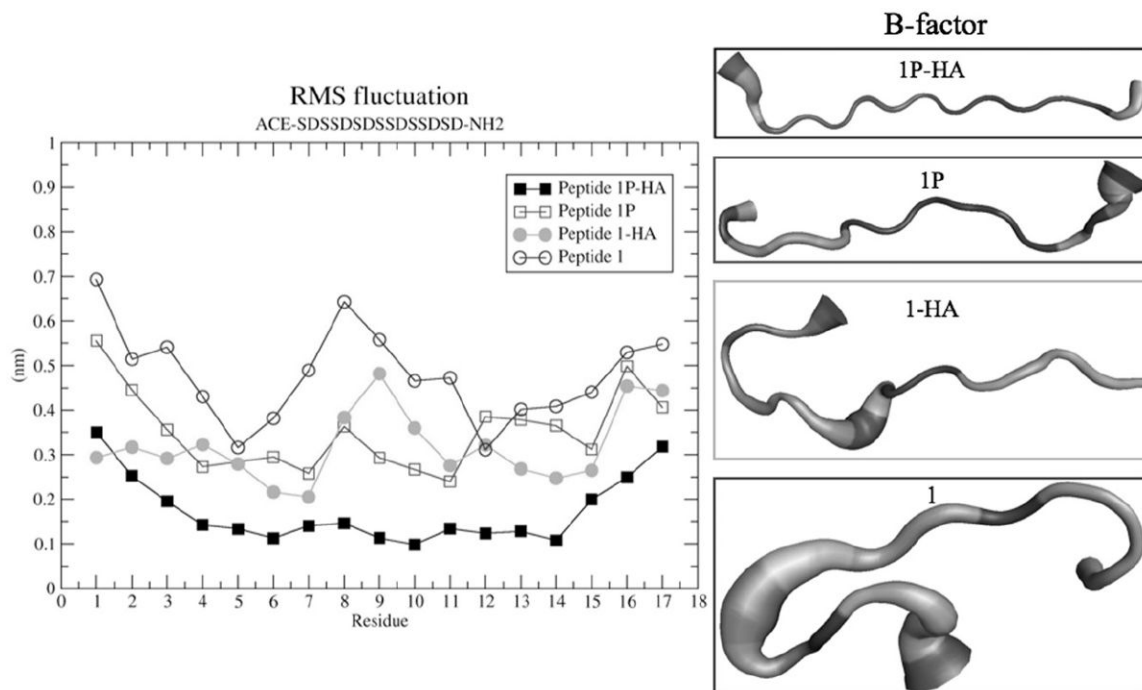 RMS fluctuation
ACE-SDSSDSDSSDSSDSD-NH2
1
0.9
0.8
0.7
0.6
0.5
0.4
0.3
0.2
0.1
0
(nm)
0 1 2 3 4 5 6 7 8 9 10 11 12 13 14 15 16 17 18
Residue
Peptide 1P-HA
Peptide 1P
Peptide 1-HA
Peptide 1
B-factor
1P-HA
1P
1-HA
1